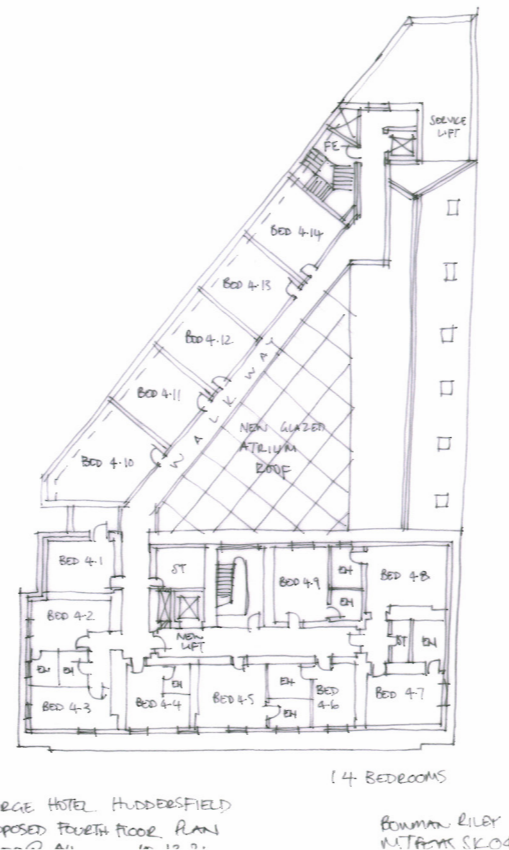 SERVICE
LIFT
FE
BED 4.14
BED 4.13
BED 4.12
BED 4.11
BED 4.10
WALKWAY
NEW GLAZED
ATRIUM
ROOF
BED 4.1
ST
BED 4.9
EN
BED 4.8
EN
BED 4.2
NEW
LIFT
ST
EN
EN
EN
BED 4.3
BED 4.4
EN
BED 4.5
EN
EN
BED
4.6
BED 4.7
14 BEDROOMS
RGE HOTEL HUDDERSFIELD
POSED FOURTH FLOOR PLAN
BOWMAN RILEY